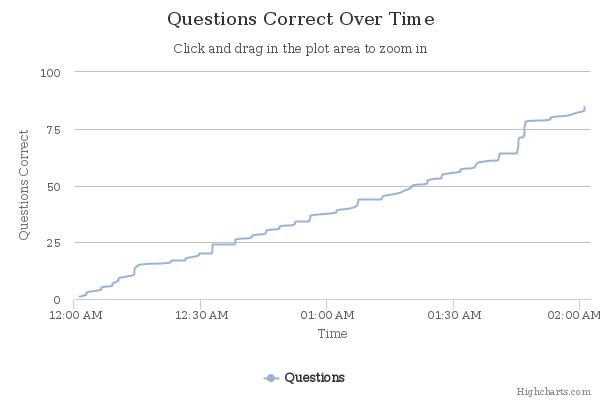 Questions Correct Over Time
Click and drag in the plot area to zoom in
Questions Correct
100
75
50
25
0
12:00 AM 12:30 AM 01:00 AM 01:30 AM 02:00 AM
Time
Questions
Highcharts.com